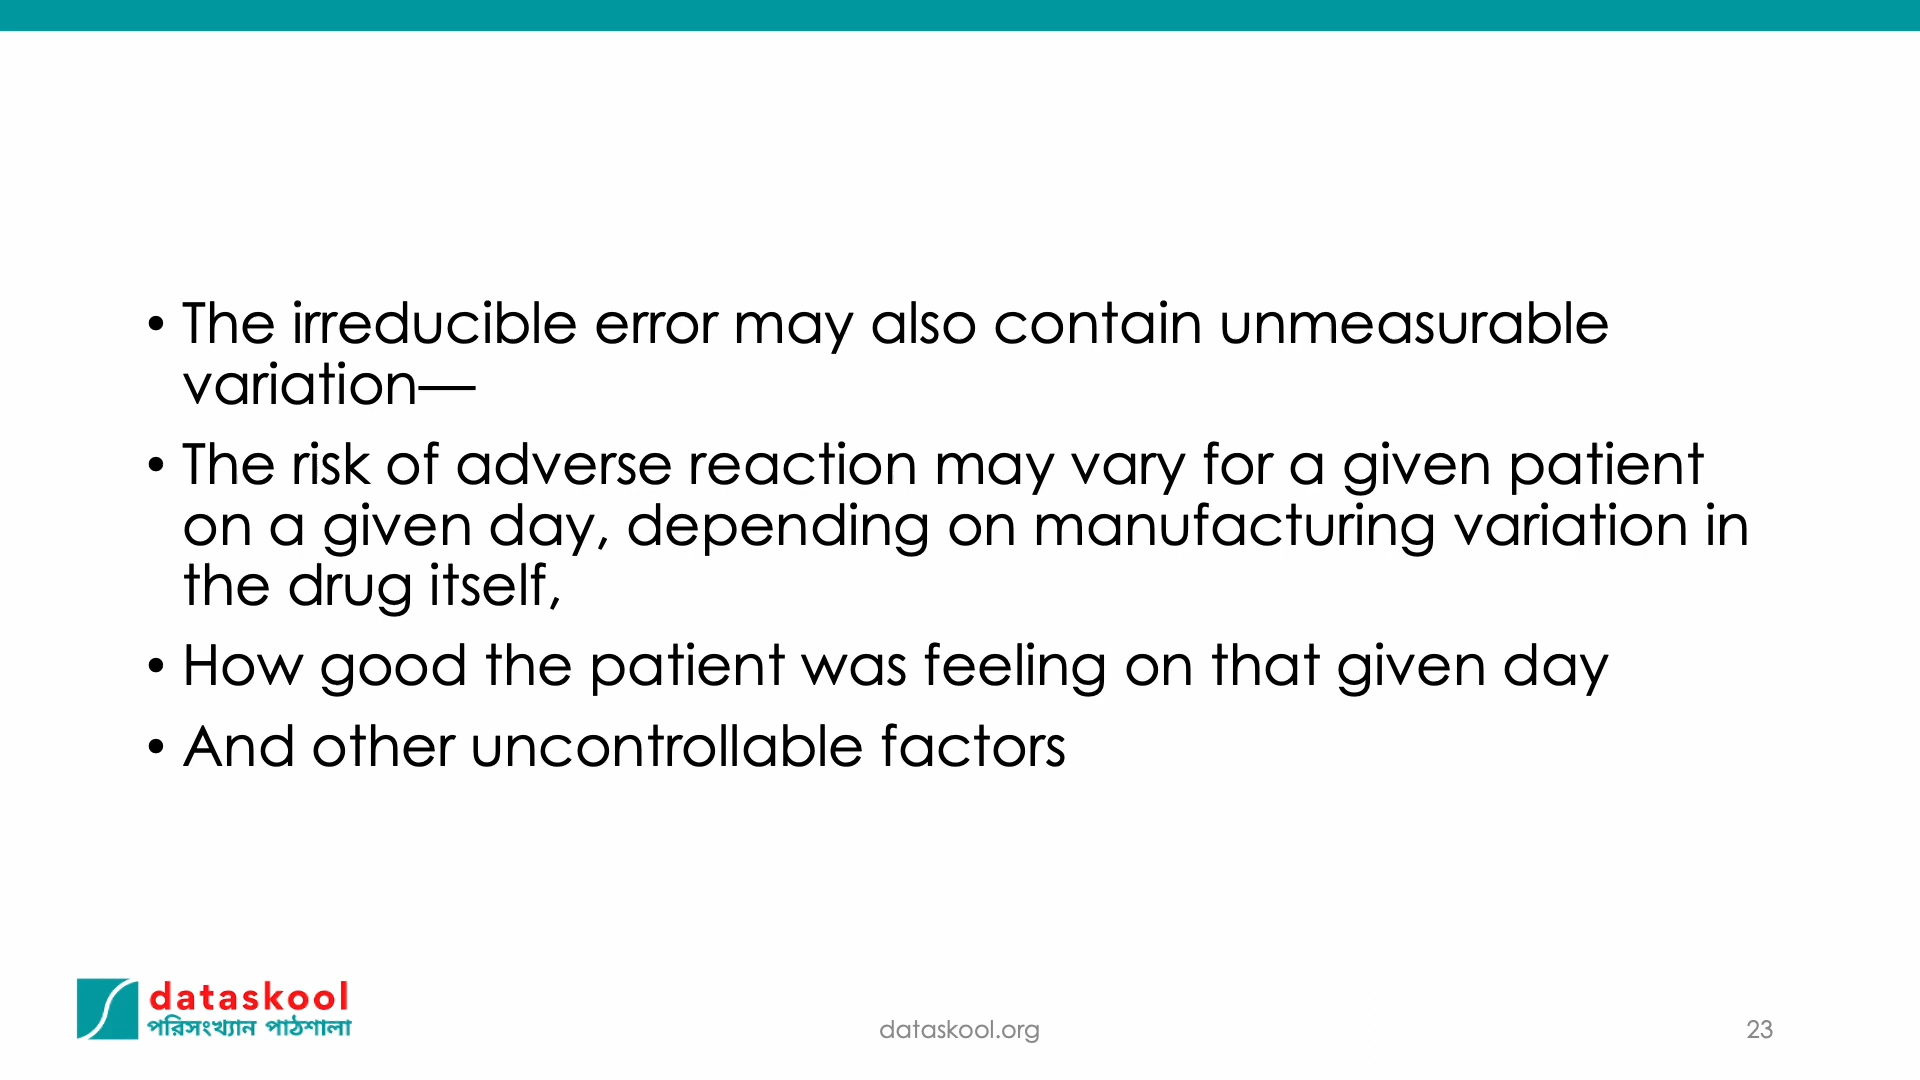 • The irreducible error may also contain unmeasurable
variation—
• The risk of adverse reaction may vary for a given patient
on a given day, depending on manufacturing variation in
the drug itself,
• How good the patient was feeling on that given day
• And other uncontrollable factors
dataskool
পরিসংখ্যান পাঠশালা
dataskool.org
23